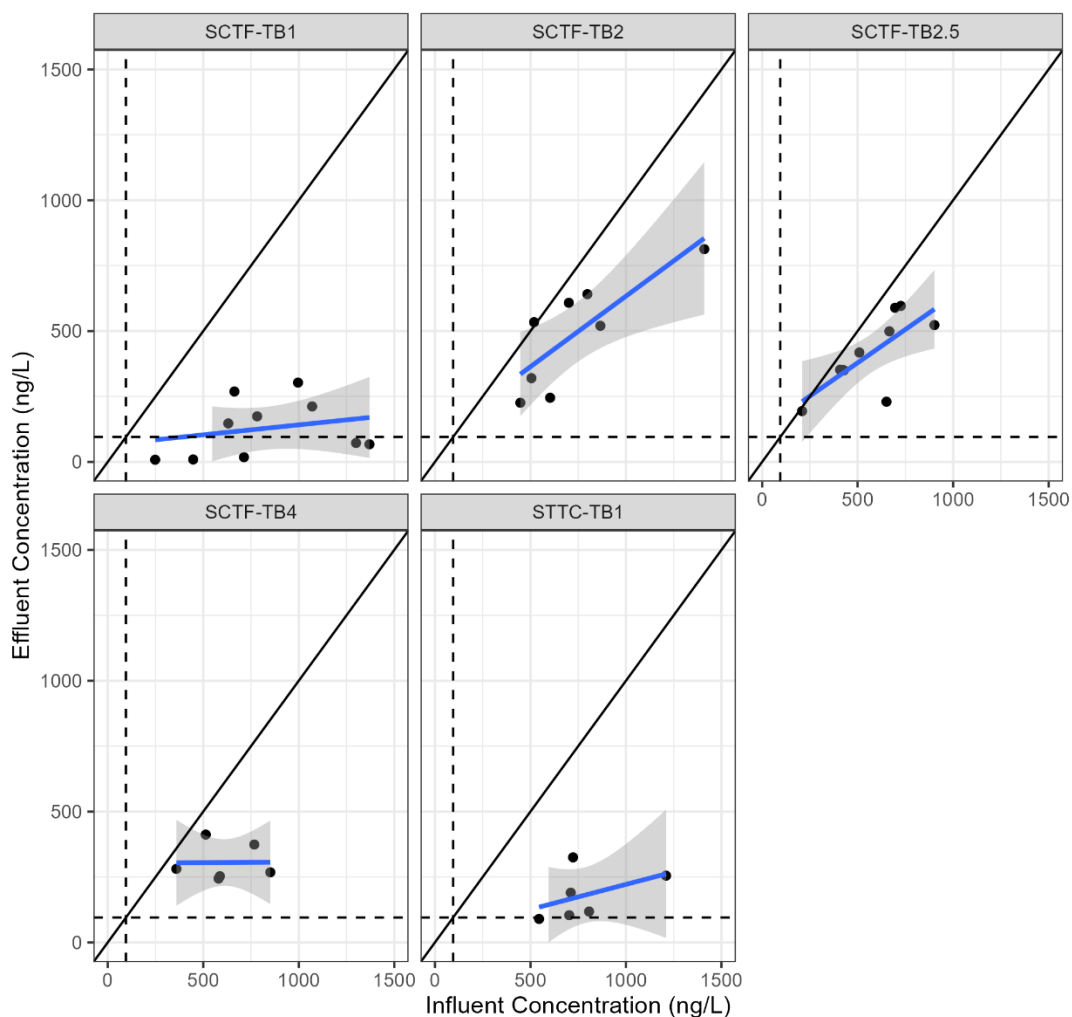 SCTF-TB1 SCTF-TB2 SCTF-TB2.5
1500
1000
500
0
0 500 1000 1500
SCTF-TB4 STTC-TB1
1500
1000
500
0
0 500 1000 1500 0 500 1000 1500
Effluent Concentration (ng/L)
Influent Concentration (ng/L)